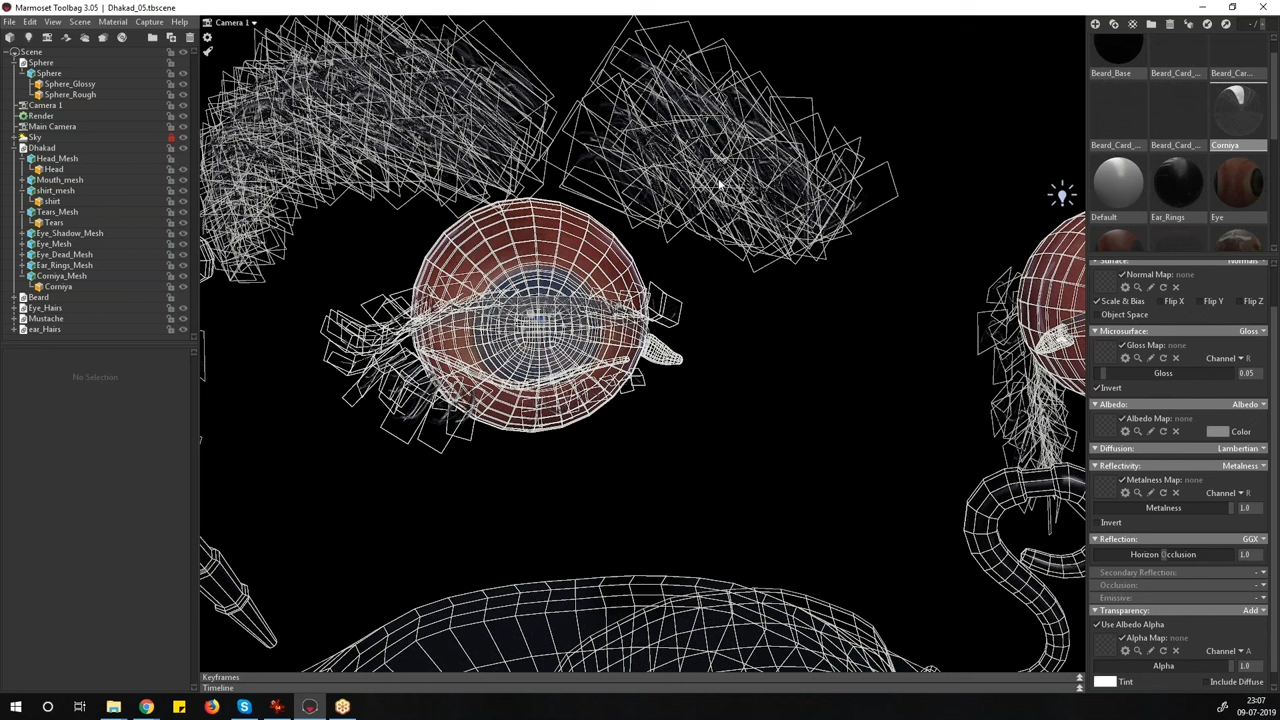 Marmoset Toolbag 3.05 | Dhakad_05.tbscene
File Edit View Scene Material Capture Help
Camera 1
Scene
Sphere
Sphere
Sphere_Glossy
Sphere_Rough
Camera 1
Render
Main Camera
Sky
Dhakad
Head_Mesh
Head
Mouth_mesh
shirt_mesh
shirt
Tears_Mesh
Tears
Eye_Shadow_Mesh
Eye_Mesh
Eye_Dead_Mesh
Ear_Rings_Mesh
Corniya_Mesh
Corniya
Beard
Eye_Hairs
Mustache
ear_Hairs
No Selection
Keyframes
Timeline
Beard_Base Beard_Card_... Beard_Car...
Beard_Card_... Beard_Card_... Corniya
Default Ear_Rings Eye
Surface: Normals
Normal Map: none
Scale & Bias Flip X Flip Y Flip Z
Object Space
Microsurface: Gloss
Gloss Map: none
Channel R
Gloss 0.05
Invert
Albedo: Albedo
Albedo Map: none
Color
Diffusion: Lambertian
Reflectivity: Metalness
Metalness Map: none
Channel R
Metalness 1.0
Invert
Reflection: GGX
Horizon Occlusion 1.0
Secondary Reflection: -
Occlusion: -
Emissive: -
Transparency: Add
Use Albedo Alpha
Alpha Map: none
Channel A
Alpha 1.0
Tint Include Diffuse
23:07
09-07-2019